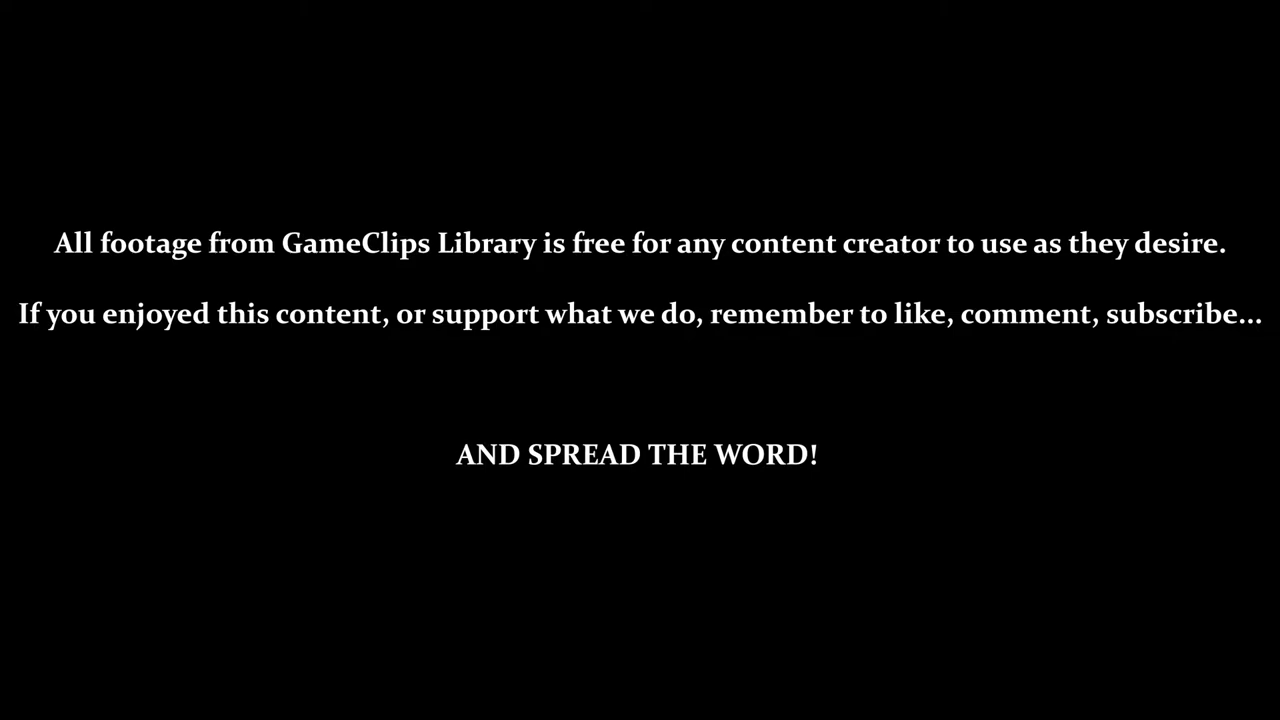 All footage from GameClips Library is free for any content creator to use as they desire.
If you enjoyed this content, or support what we do, remember to like, comment, subscribe...
AND SPREAD THE WORD!